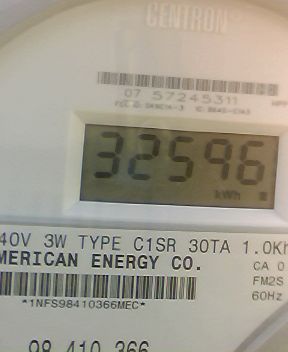 CENTRON
07 57245311
32596
kWh
40V 3W TYPE C1SR 30TA 1.0Kh
MERICAN ENERGY CO.
CA 0
FM2S
60Hz
*1NFS98410366MEC*
98 410 366